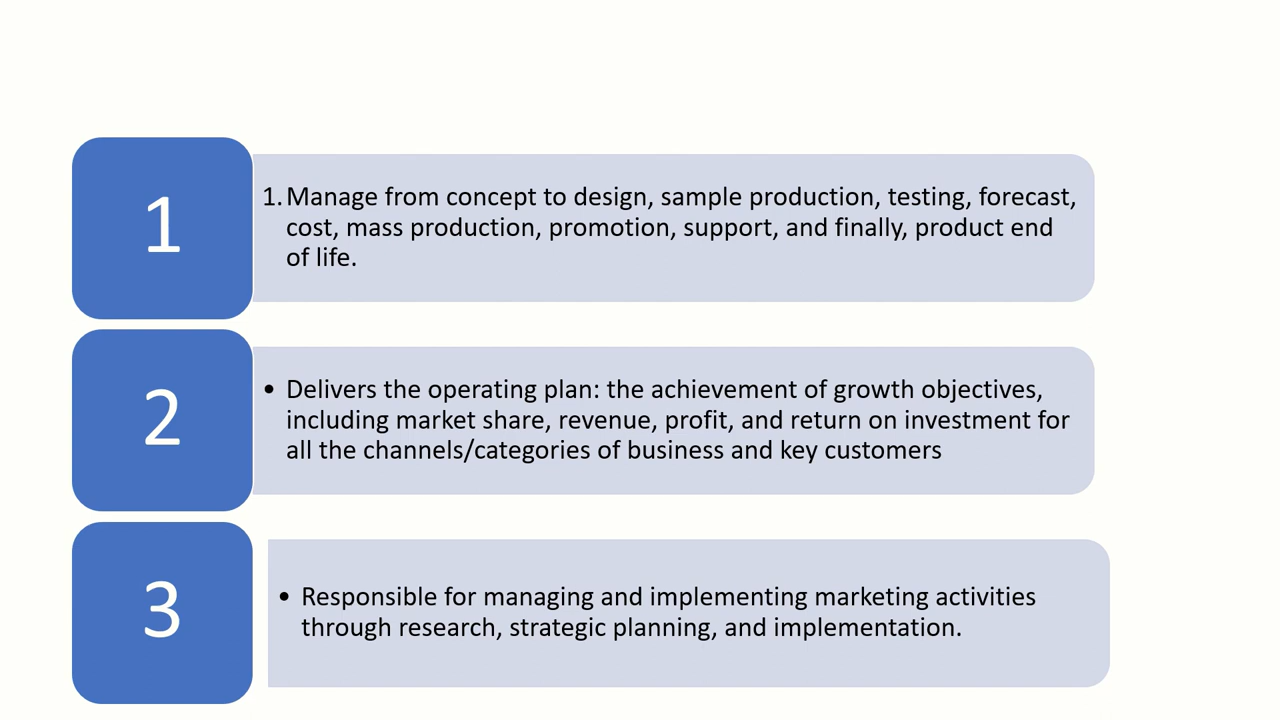 1
1. Manage from concept to design, sample production, testing, forecast,
cost, mass production, promotion, support, and finally, product end
of life.
2
• Delivers the operating plan: the achievement of growth objectives,
including market share, revenue, profit, and return on investment for
all the channels/categories of business and key customers
3
• Responsible for managing and implementing marketing activities
through research, strategic planning, and implementation.